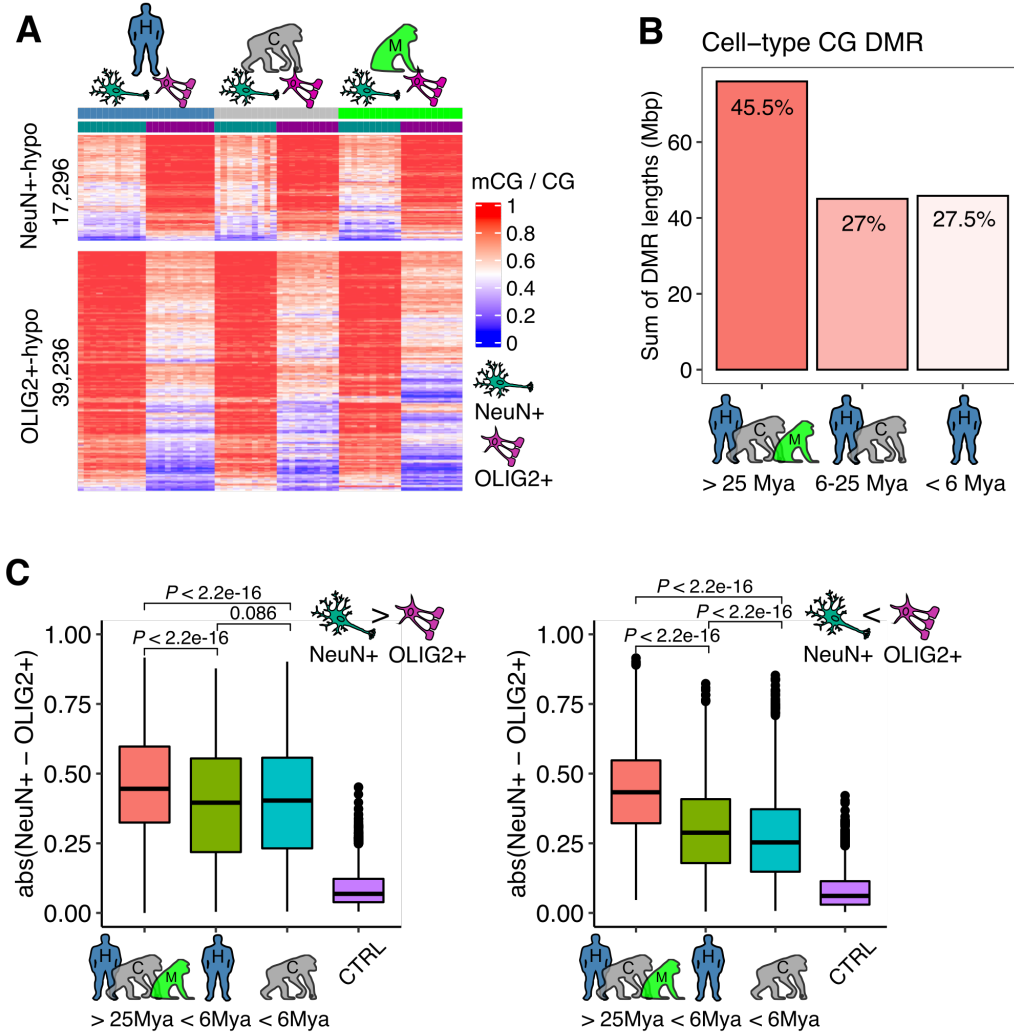 A
H
C
M
NeuN+-hypo
17,296
OLIG2+-hypo
39,236
mCG / CG
1
0.8
0.6
0.4
0.2
0
NeuN+
OLIG2+
B
Cell-type CG DMR
Sum of DMR lengths (Mbp)
60
40
20
0
45.5%
27%
27.5%
H C M H C H
> 25 Mya 6-25 Mya < 6 Mya
C
abs(NeuN+ − OLIG2+)
1.00
0.75
0.50
0.25
0.00
P < 2.2e-16
0.086
P < 2.2e-16
>
NeuN+ OLIG2+
H C M H C CTRL
> 25Mya < 6Mya < 6Mya
abs(NeuN+ − OLIG2+)
1.00
0.75
0.50
0.25
0.00
P < 2.2e-16
P < 2.2e-16
P < 2.2e-16
<
NeuN+ OLIG2+
H C M H C CTRL
> 25Mya < 6Mya < 6Mya